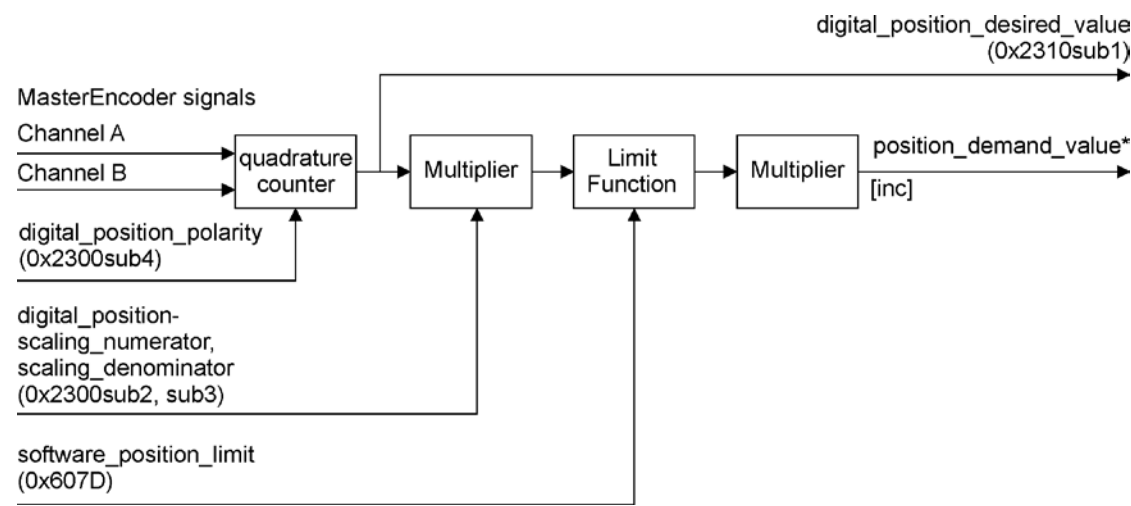 digital_position_desired_value
(0x2310sub1)
MasterEncoder signals
Channel A
Channel B
quadrature
counter
Multiplier
Limit
Function
Multiplier
position_demand_value*
[inc]
digital_position_polarity
(0x2300sub4)
digital_position-
scaling_numerator,
scaling_denominator
(0x2300sub2, sub3)
software_position_limit
(0x607D)